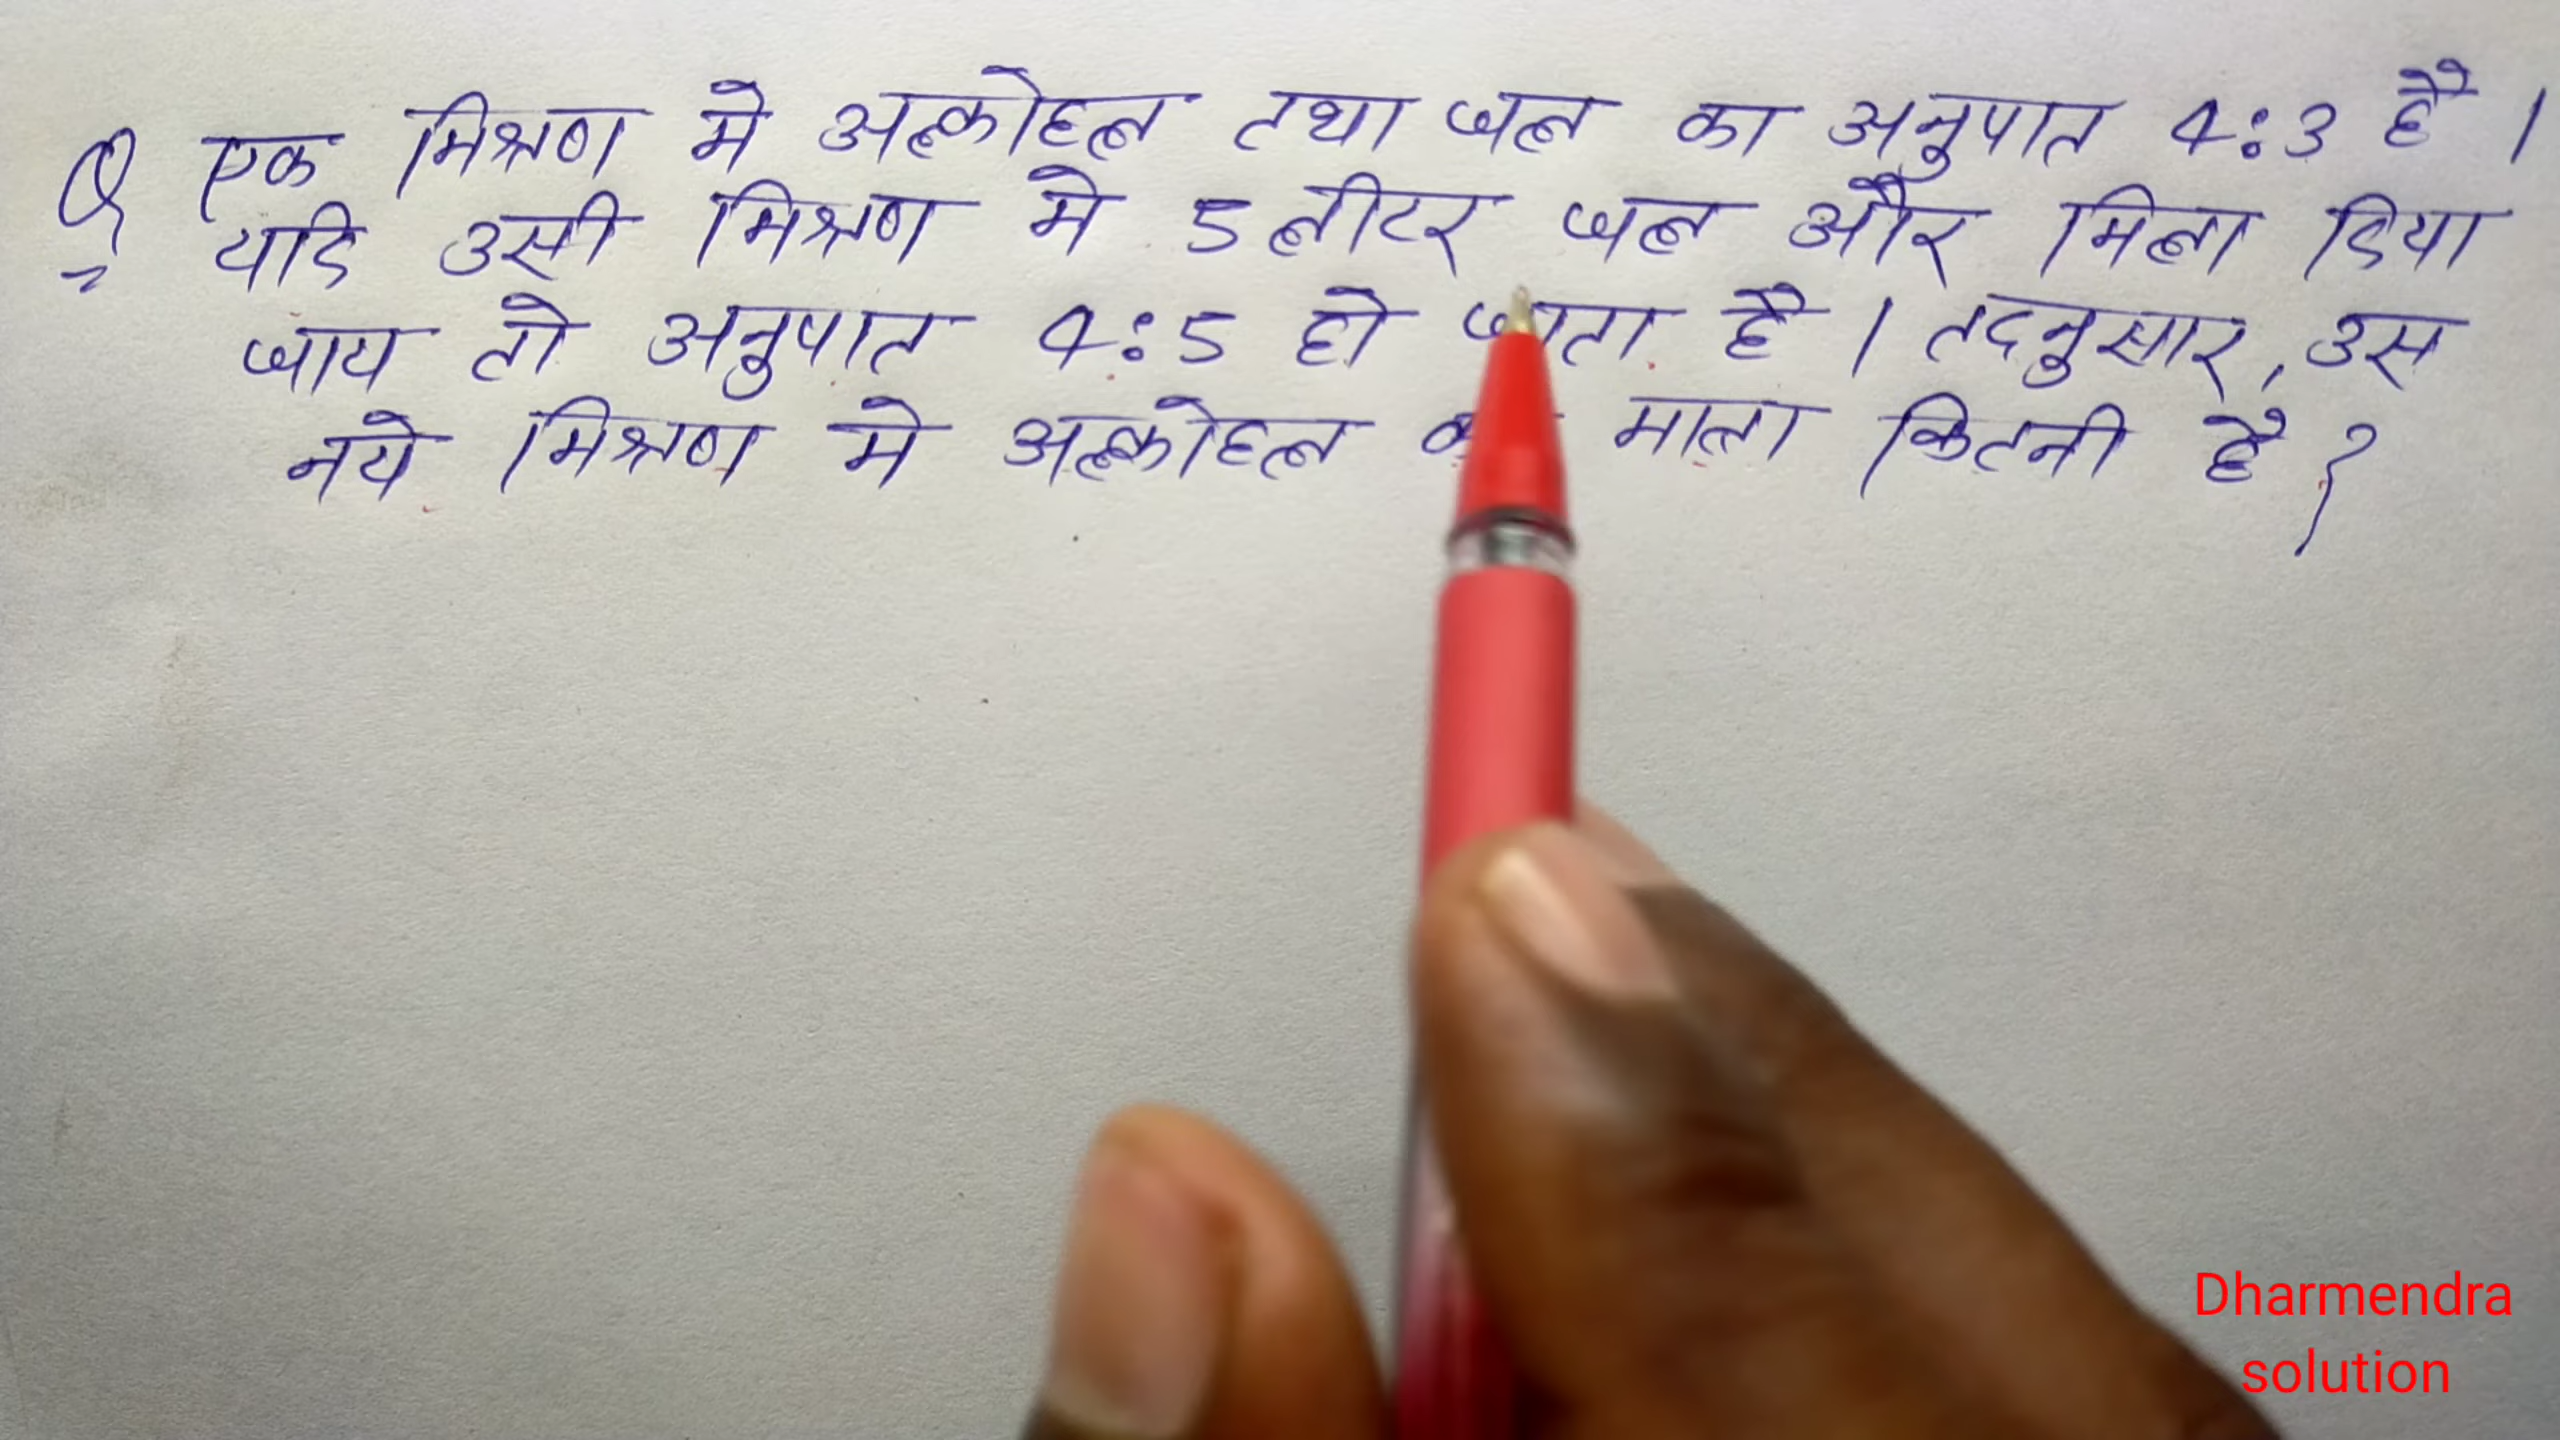 Q एक मिश्रण मे अल्कोहल तथा जल का अनुपात 4:3 है ।
यदि उसी मिश्रण मे 5 लीटर जल और मिला दिया
जाय तो अनुपात 4:5 हो जाता है । तदनुसार, उस
नये मिश्रण मे अल्कोहल मात्रा कितनी है ?
Dharmendra
solution